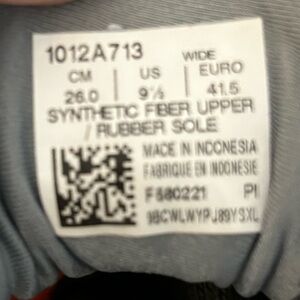 1012A713 WIDE
CM US EURO
26.0 9½ 41.5
SYNTHETIC FIBER UPPER
/ RUBBER SOLE
MADE IN INDONESIA
FABRIQUE EN INDONESIE
F580221 PI